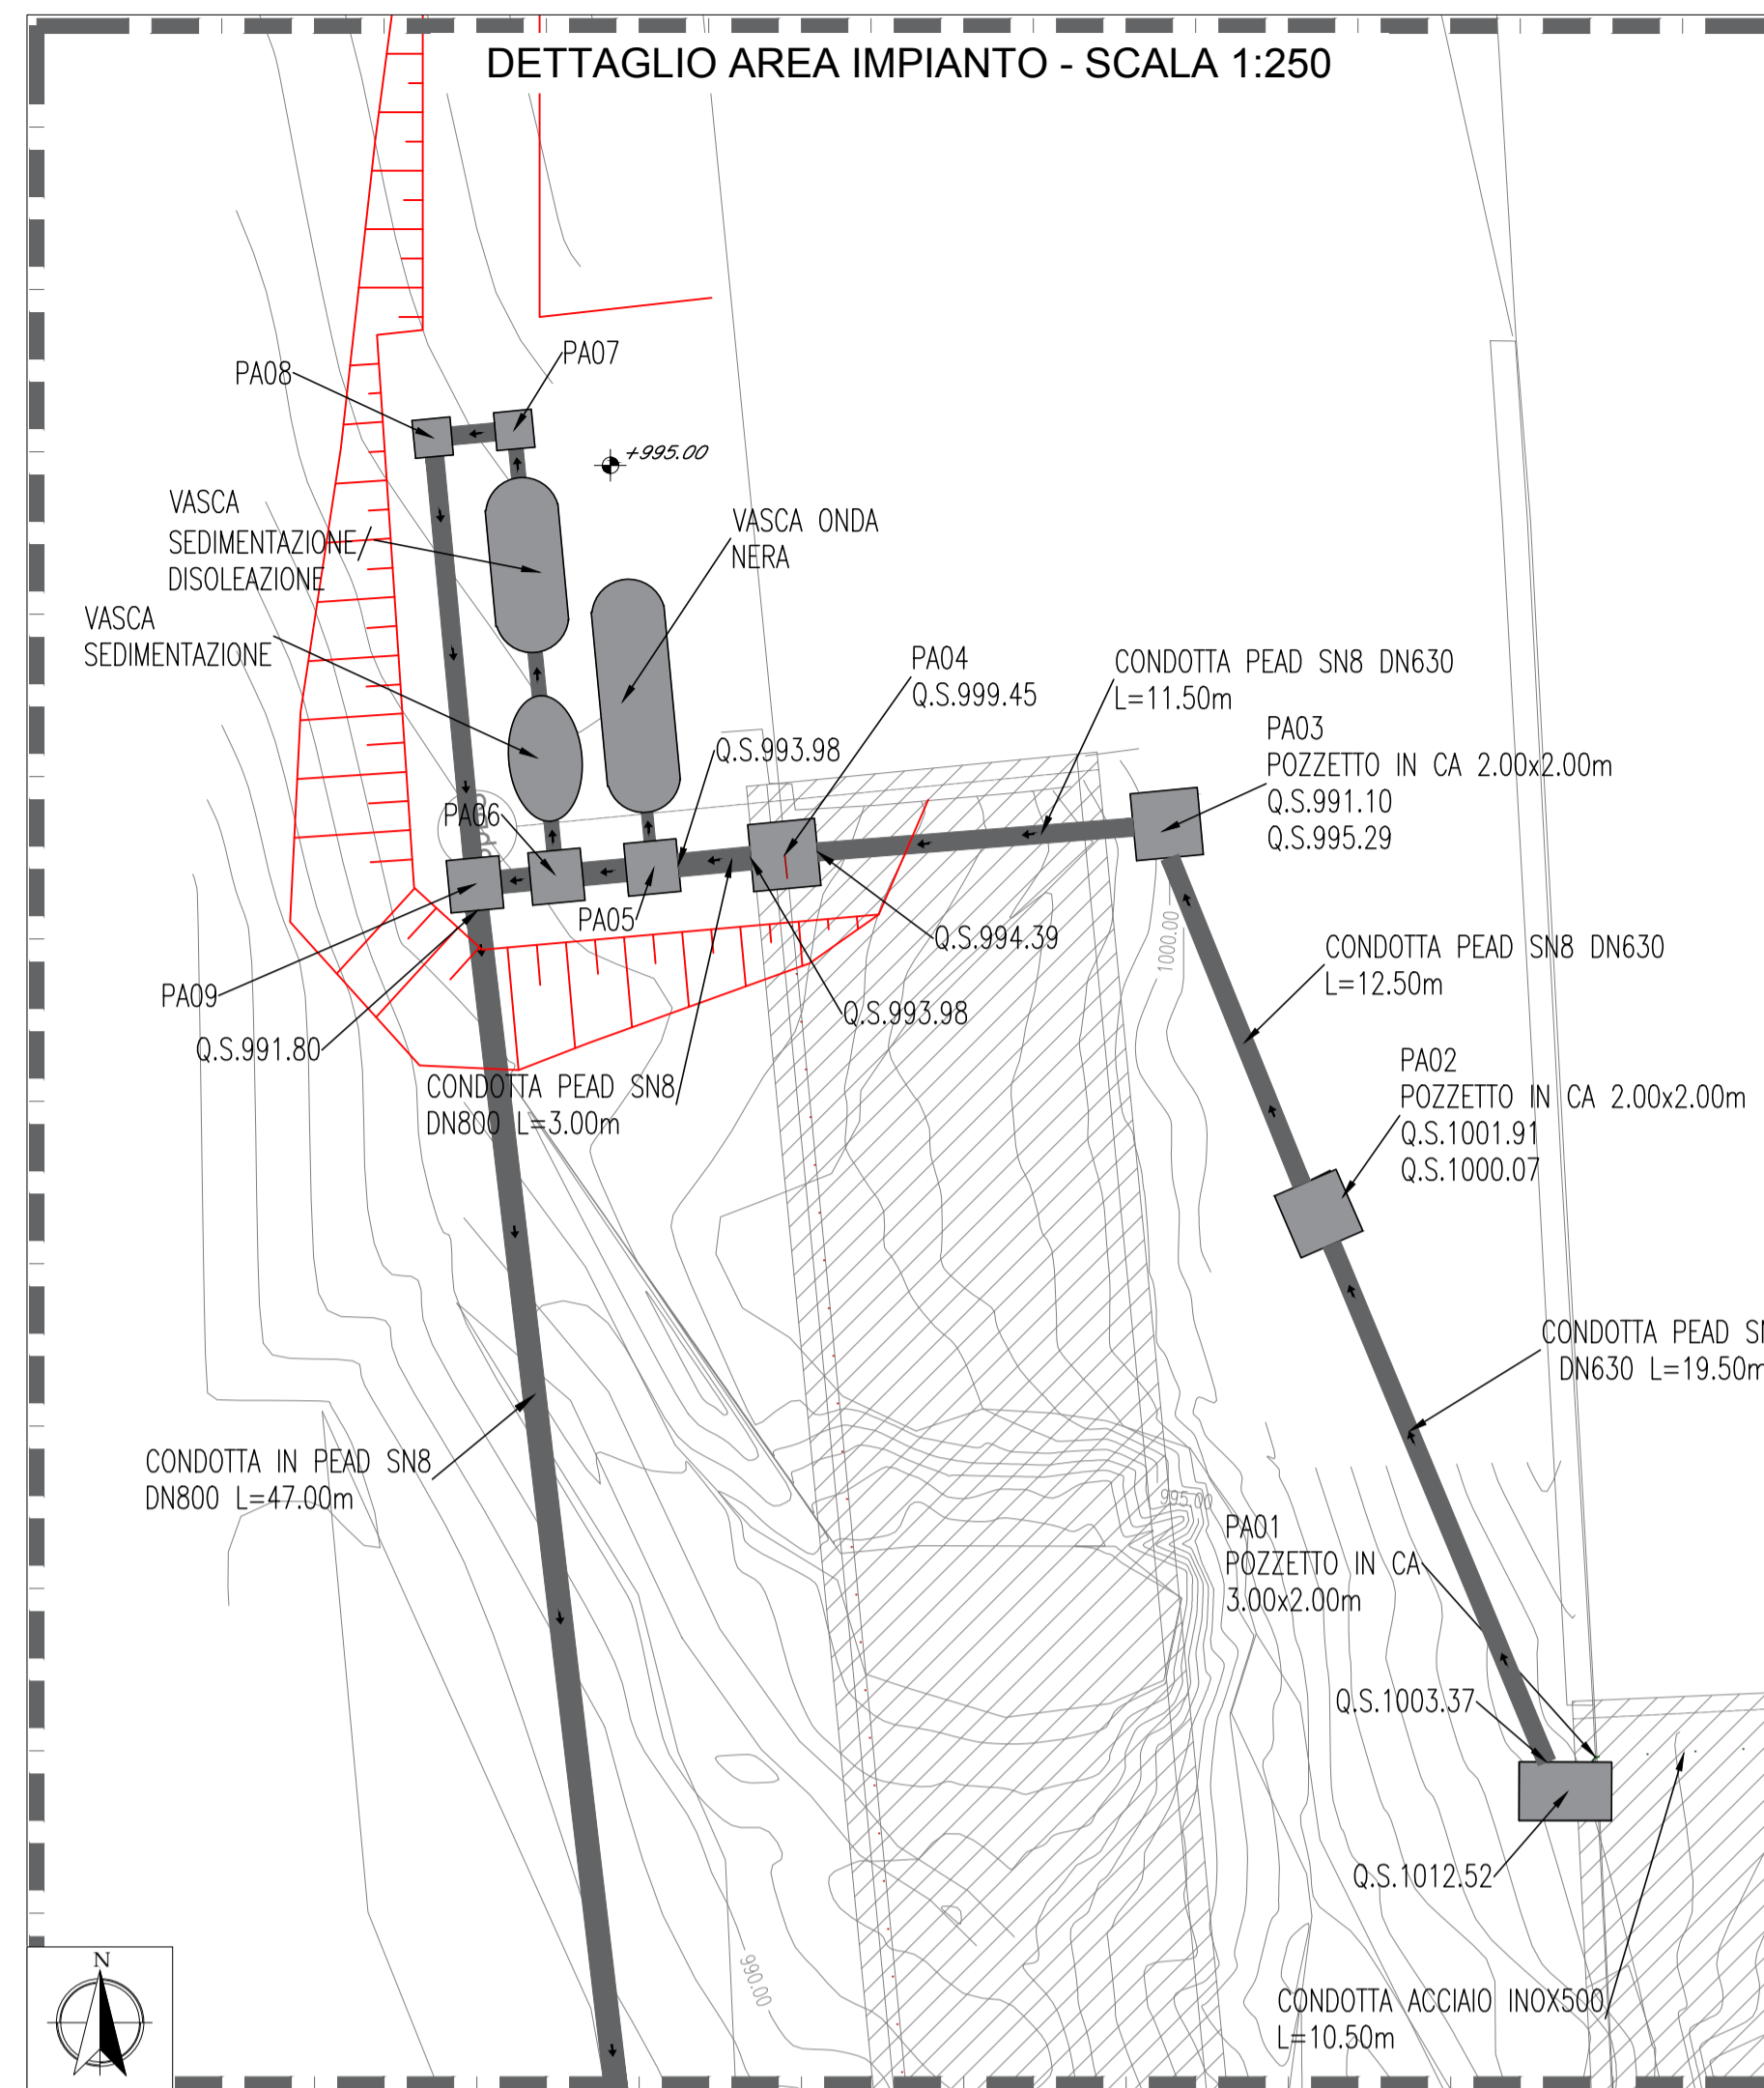 DETTAGLIO AREA IMPIANTO - SCALA 1:250
PA07
PA08
+995.00
VASCA
SEDIMENTAZIONE/
DISOLEAZIONE
VASCA ONDA
NERA
VASCA
SEDIMENTAZIONE
PA04
Q.S.999.45
CONDOTTA PEAD SN8 DN630
L=11.50m
PA03
POZZETTO IN CA 2.00x2.00m
Q.S.991.10
Q.S.995.29
Q.S.993.98
PA06
PA05
Q.S.994.39
1000.00
CONDOTTA PEAD SN8 DN630
L=12.50m
PA09
Q.S.993.98
Q.S.991.80
PA02
POZZETTO IN CA 2.00x2.00m
Q.S.1001.91
Q.S.1000.07
CONDOTTA PEAD SN8
DN800 L=3.00m
CONDOTTA PEAD S
DN630 L=19.50m
CONDOTTA IN PEAD SN8
DN800 L=47.00m
995.00
PA01
POZZETTO IN CA
3.00x2.00m
Q.S.1003.37
Q.S.1012.52
990.00
N
CONDOTTA ACCIAIO INOX500
L=10.50m